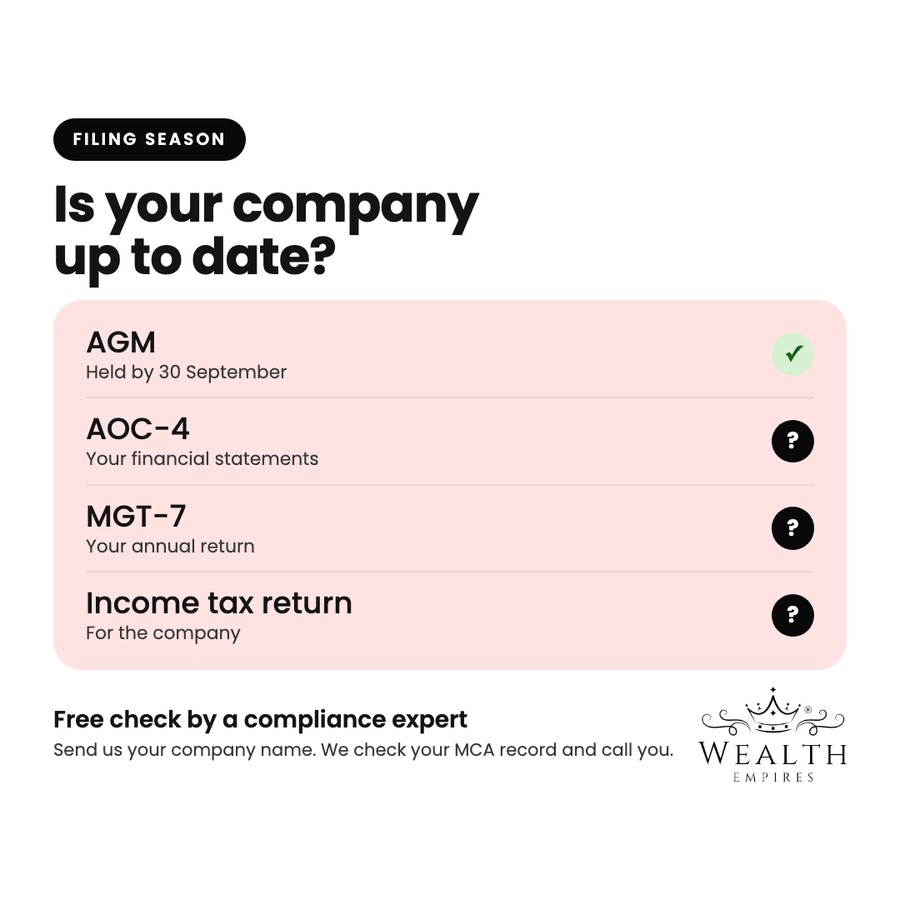 FILING SEASON
Is your company
up to date?
AGM
Held by 30 September
✓
AOC-4
Your financial statements
?
MGT-7
Your annual return
?
Income tax return
For the company
?
Free check by a compliance expert
Send us your company name. We check your MCA record and call you.
®
WEALTH
EMPIRES